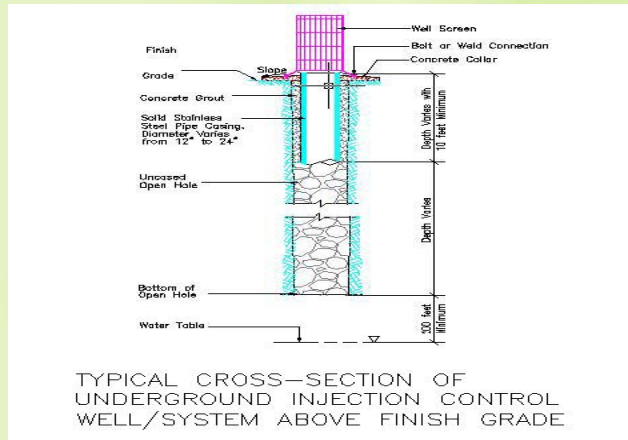 Well Screen
Finish
Grade
Slope
Bolt or Weld Connection
Concrete Collar
Concrete Grout
Solid Stainless
Steel Pipe Casing.
Diameter Varies
from 12" to 24"
Depth Varies with
10 feet Minimum
Uncased
Open Hole
Depth Varies
Bottom of
Open Hole
Water Table
100 feet
Minimum
TYPICAL CROSS-SECTION OF
UNDERGROUND INJECTION CONTROL
WELL/SYSTEM ABOVE FINISH GRADE